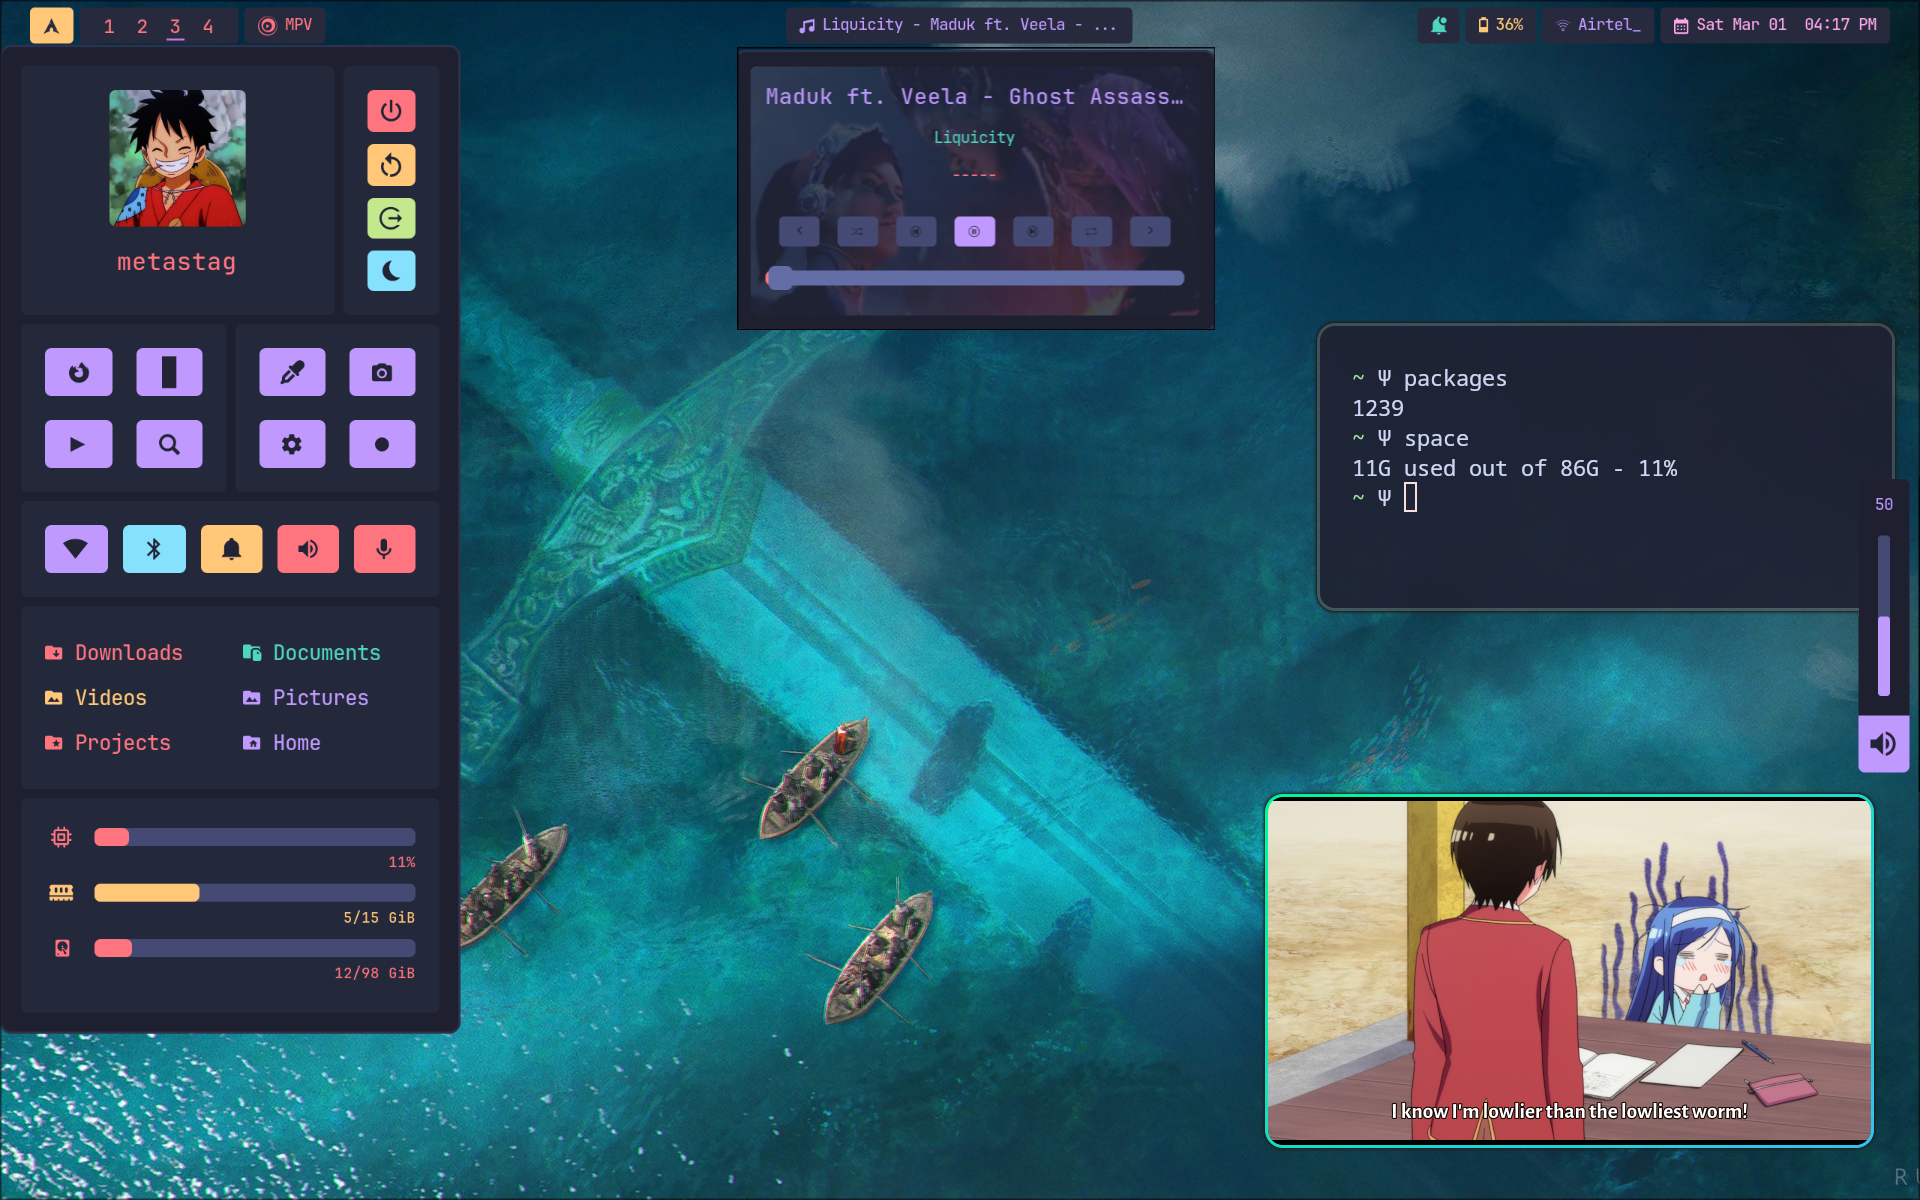 1 2 3 4
MPV
Liquicity - Maduk ft. Veela - ...
36%
Airtel_
Sat Mar 01 04:17 PM
metastag
Downloads
Documents
Videos
Pictures
Projects
Home
11%
5/15 GiB
12/98 GiB
Maduk ft. Veela - Ghost Assass…
Liquicity
-----
~ Ψ packages
1239
~ Ψ space
11G used out of 86G - 11%
~ Ψ
50
I know I'm lowlier than the lowliest worm!